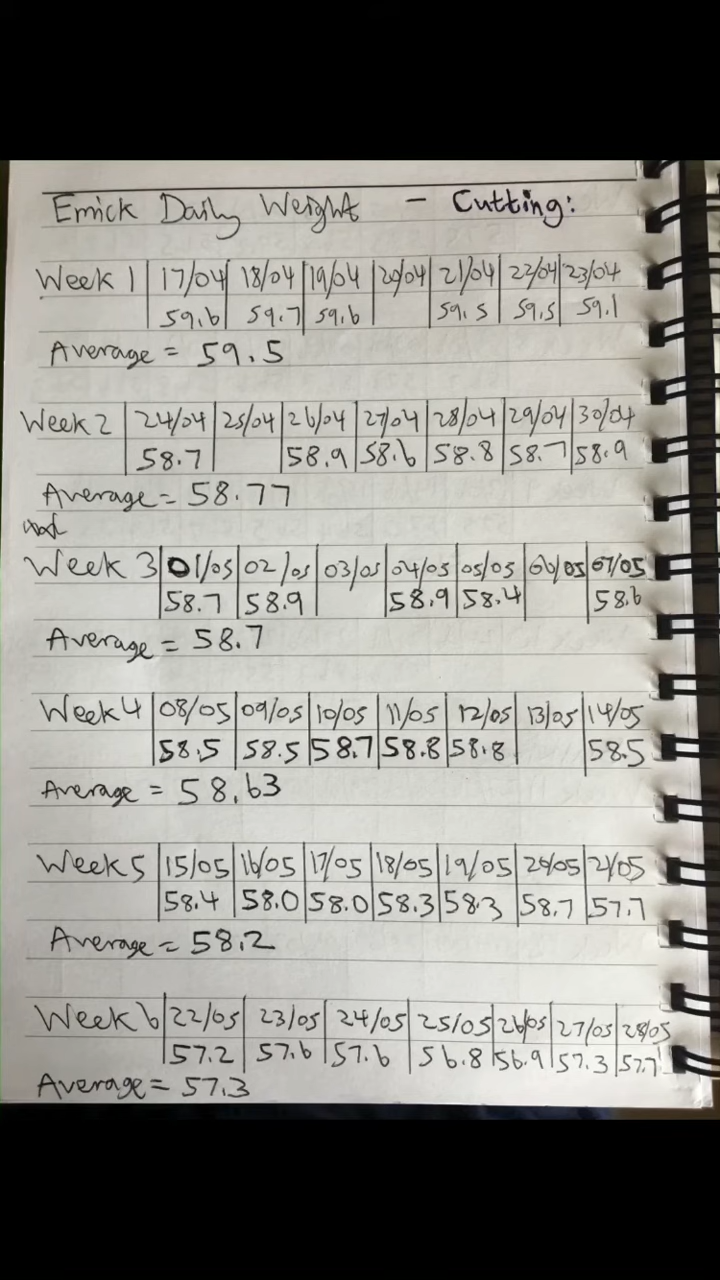 Emick Daily Weight - Cutting:
Week 1 17/04 18/04 19/04 20/04 21/04 22/04 23/04
59.6 59.7 59.6 59.5 59.5 59.1
Average = 59.5
Week 2 24/04 25/04 26/04 27/04 28/04 29/04 30/04
58.7 58.9 58.6 58.8 58.7 58.9
Average = 58.77
Week 3 01/05 02/05 03/05 04/05 05/05 06/05 07/05
58.7 58.9 58.9 58.4 58.6
Average = 58.7
Week 4 08/05 09/05 10/05 11/05 12/05 13/05 14/05
58.5 58.5 58.7 58.8 58.8 58.5
Average = 58.63
Week 5 15/05 16/05 17/05 18/05 19/05 20/05 21/05
58.4 58.0 58.0 58.3 58.3 58.7 57.7
Average = 58.2
Week 6 22/05 23/05 24/05 25/05 26/05 27/05 28/05
57.2 57.6 57.6 56.8 56.9 57.3 57.7
Average = 57.3